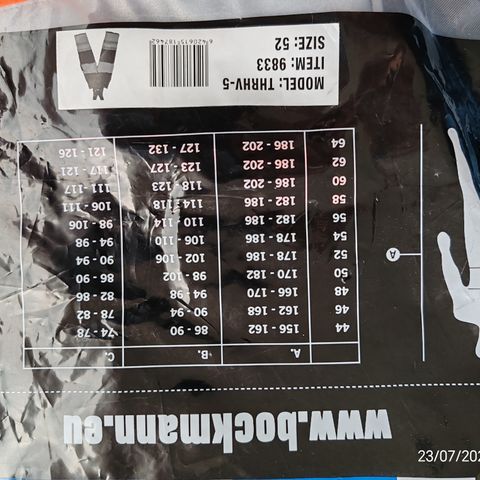 www.bockmann.eu
A. B. C.
44 156 - 162 86 - 90 74 - 78
46 162 - 168 90 - 94 78 - 82
48 166 - 170 94 - 98 82 - 86
50 170 - 182 98 - 102 86 - 90
52 178 - 186 102 - 106 90 - 94
54 178 - 186 106 - 110 94 - 98
56 182 - 186 110 - 114 98 - 106
58 182 - 186 114 - 118 106 - 111
60 186 - 202 118 - 123 111 - 117
62 186 - 202 123 - 127 117 - 121
64 186 - 202 127 - 132 121 - 126
A
MODEL: THRHV-5
ITEM: 9833
SIZE: 52
6 420615 187462
23/07/202